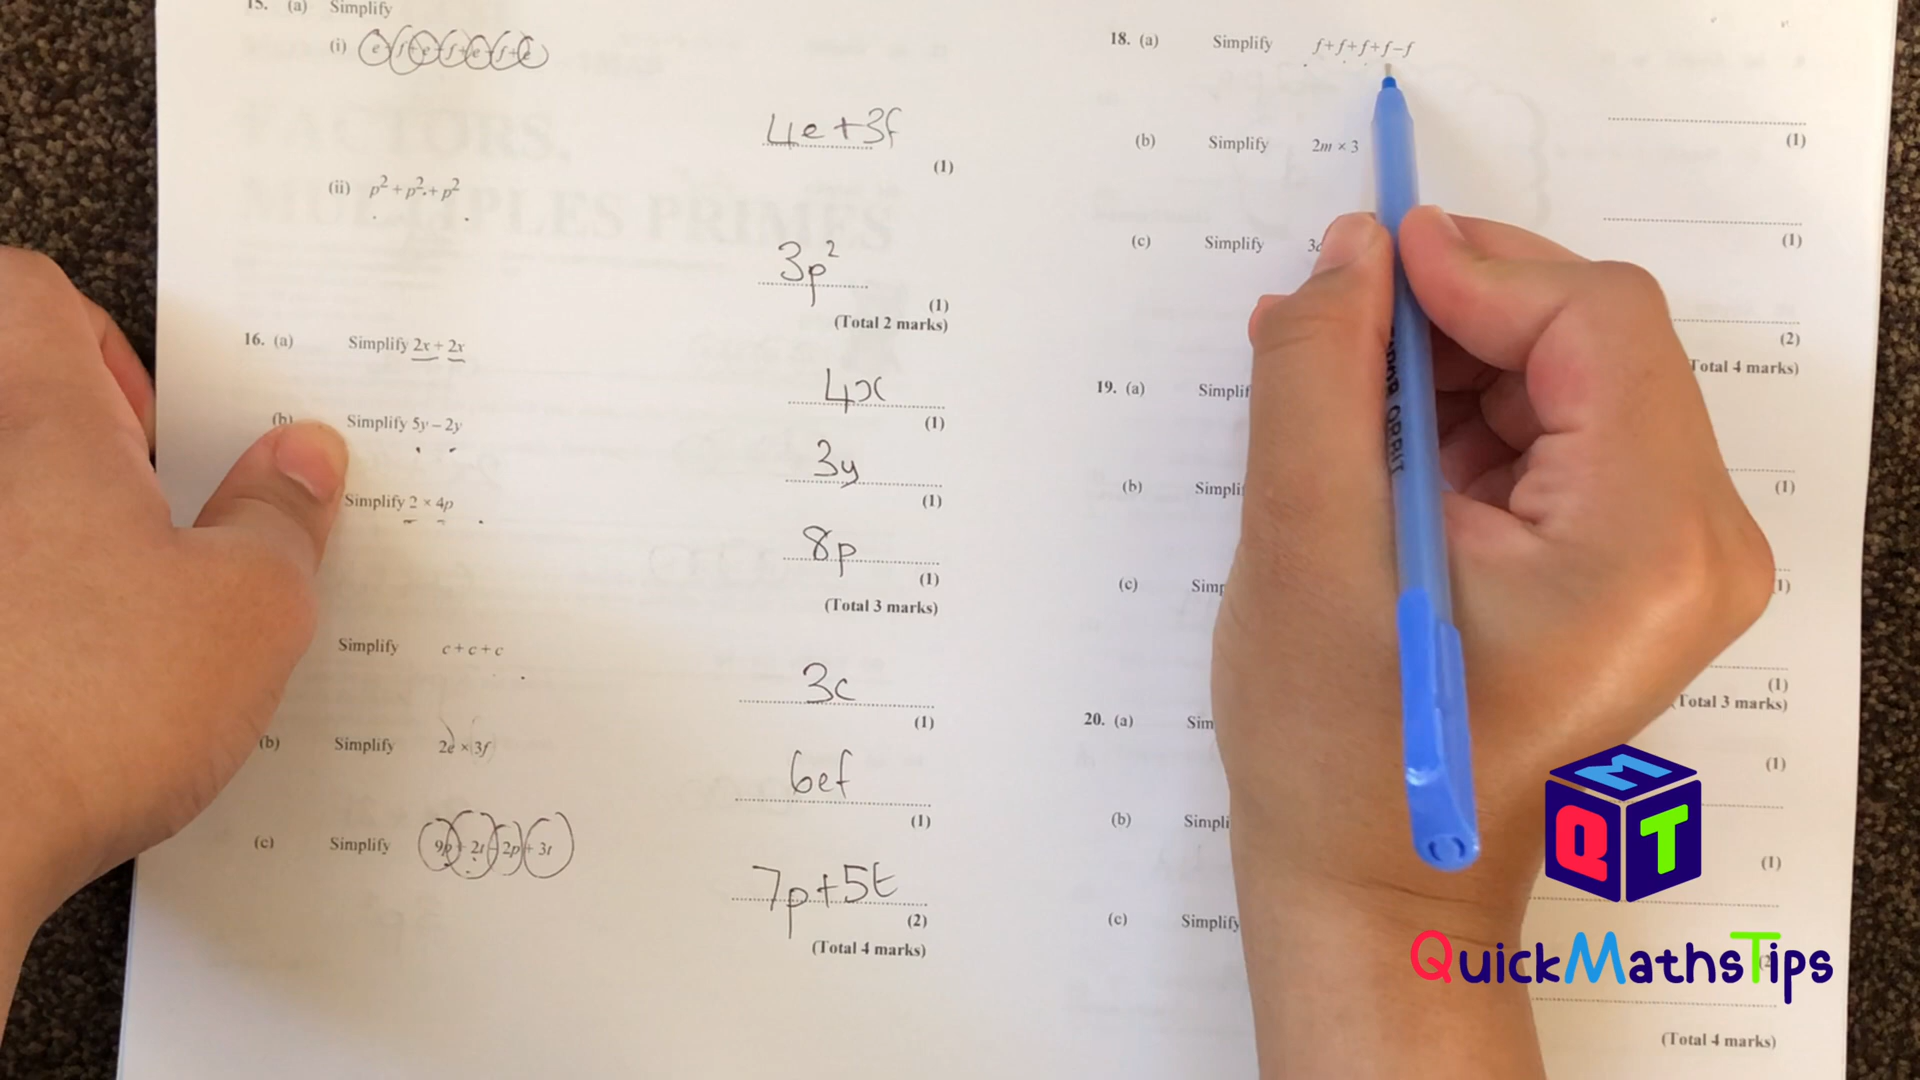 15. (a) Simplify
(i) e+f+e+f+e+f+e
4e+3f
(1)
(ii) p²+p²+p²
3p²
(1)
(Total 2 marks)
16. (a) Simplify 2x + 2x
4x
(1)
(b) Simplify 5y – 2y
3y
(1)
Simplify 2 × 4p
8p
(1)
(Total 3 marks)
Simplify c + c + c
3c
(1)
(b) Simplify 2e × 3f
6ef
(1)
(c) Simplify 9p + 2t – 2p + 3t
7p+5t
(2)
(Total 4 marks)
18. (a) Simplify f+f+f+f–f
(1)
(b) Simplify 2m × 3
(1)
(c) Simplify
(2)
Total 4 marks)
19. (a)
(1)
(b)
(1)
(c)
(1)
Total 3 marks)
20. (a)
(1)
(b)
(1)
(c) Simplify
(Total 4 marks)
ORBIT
M
Q T
QuickMathsTips